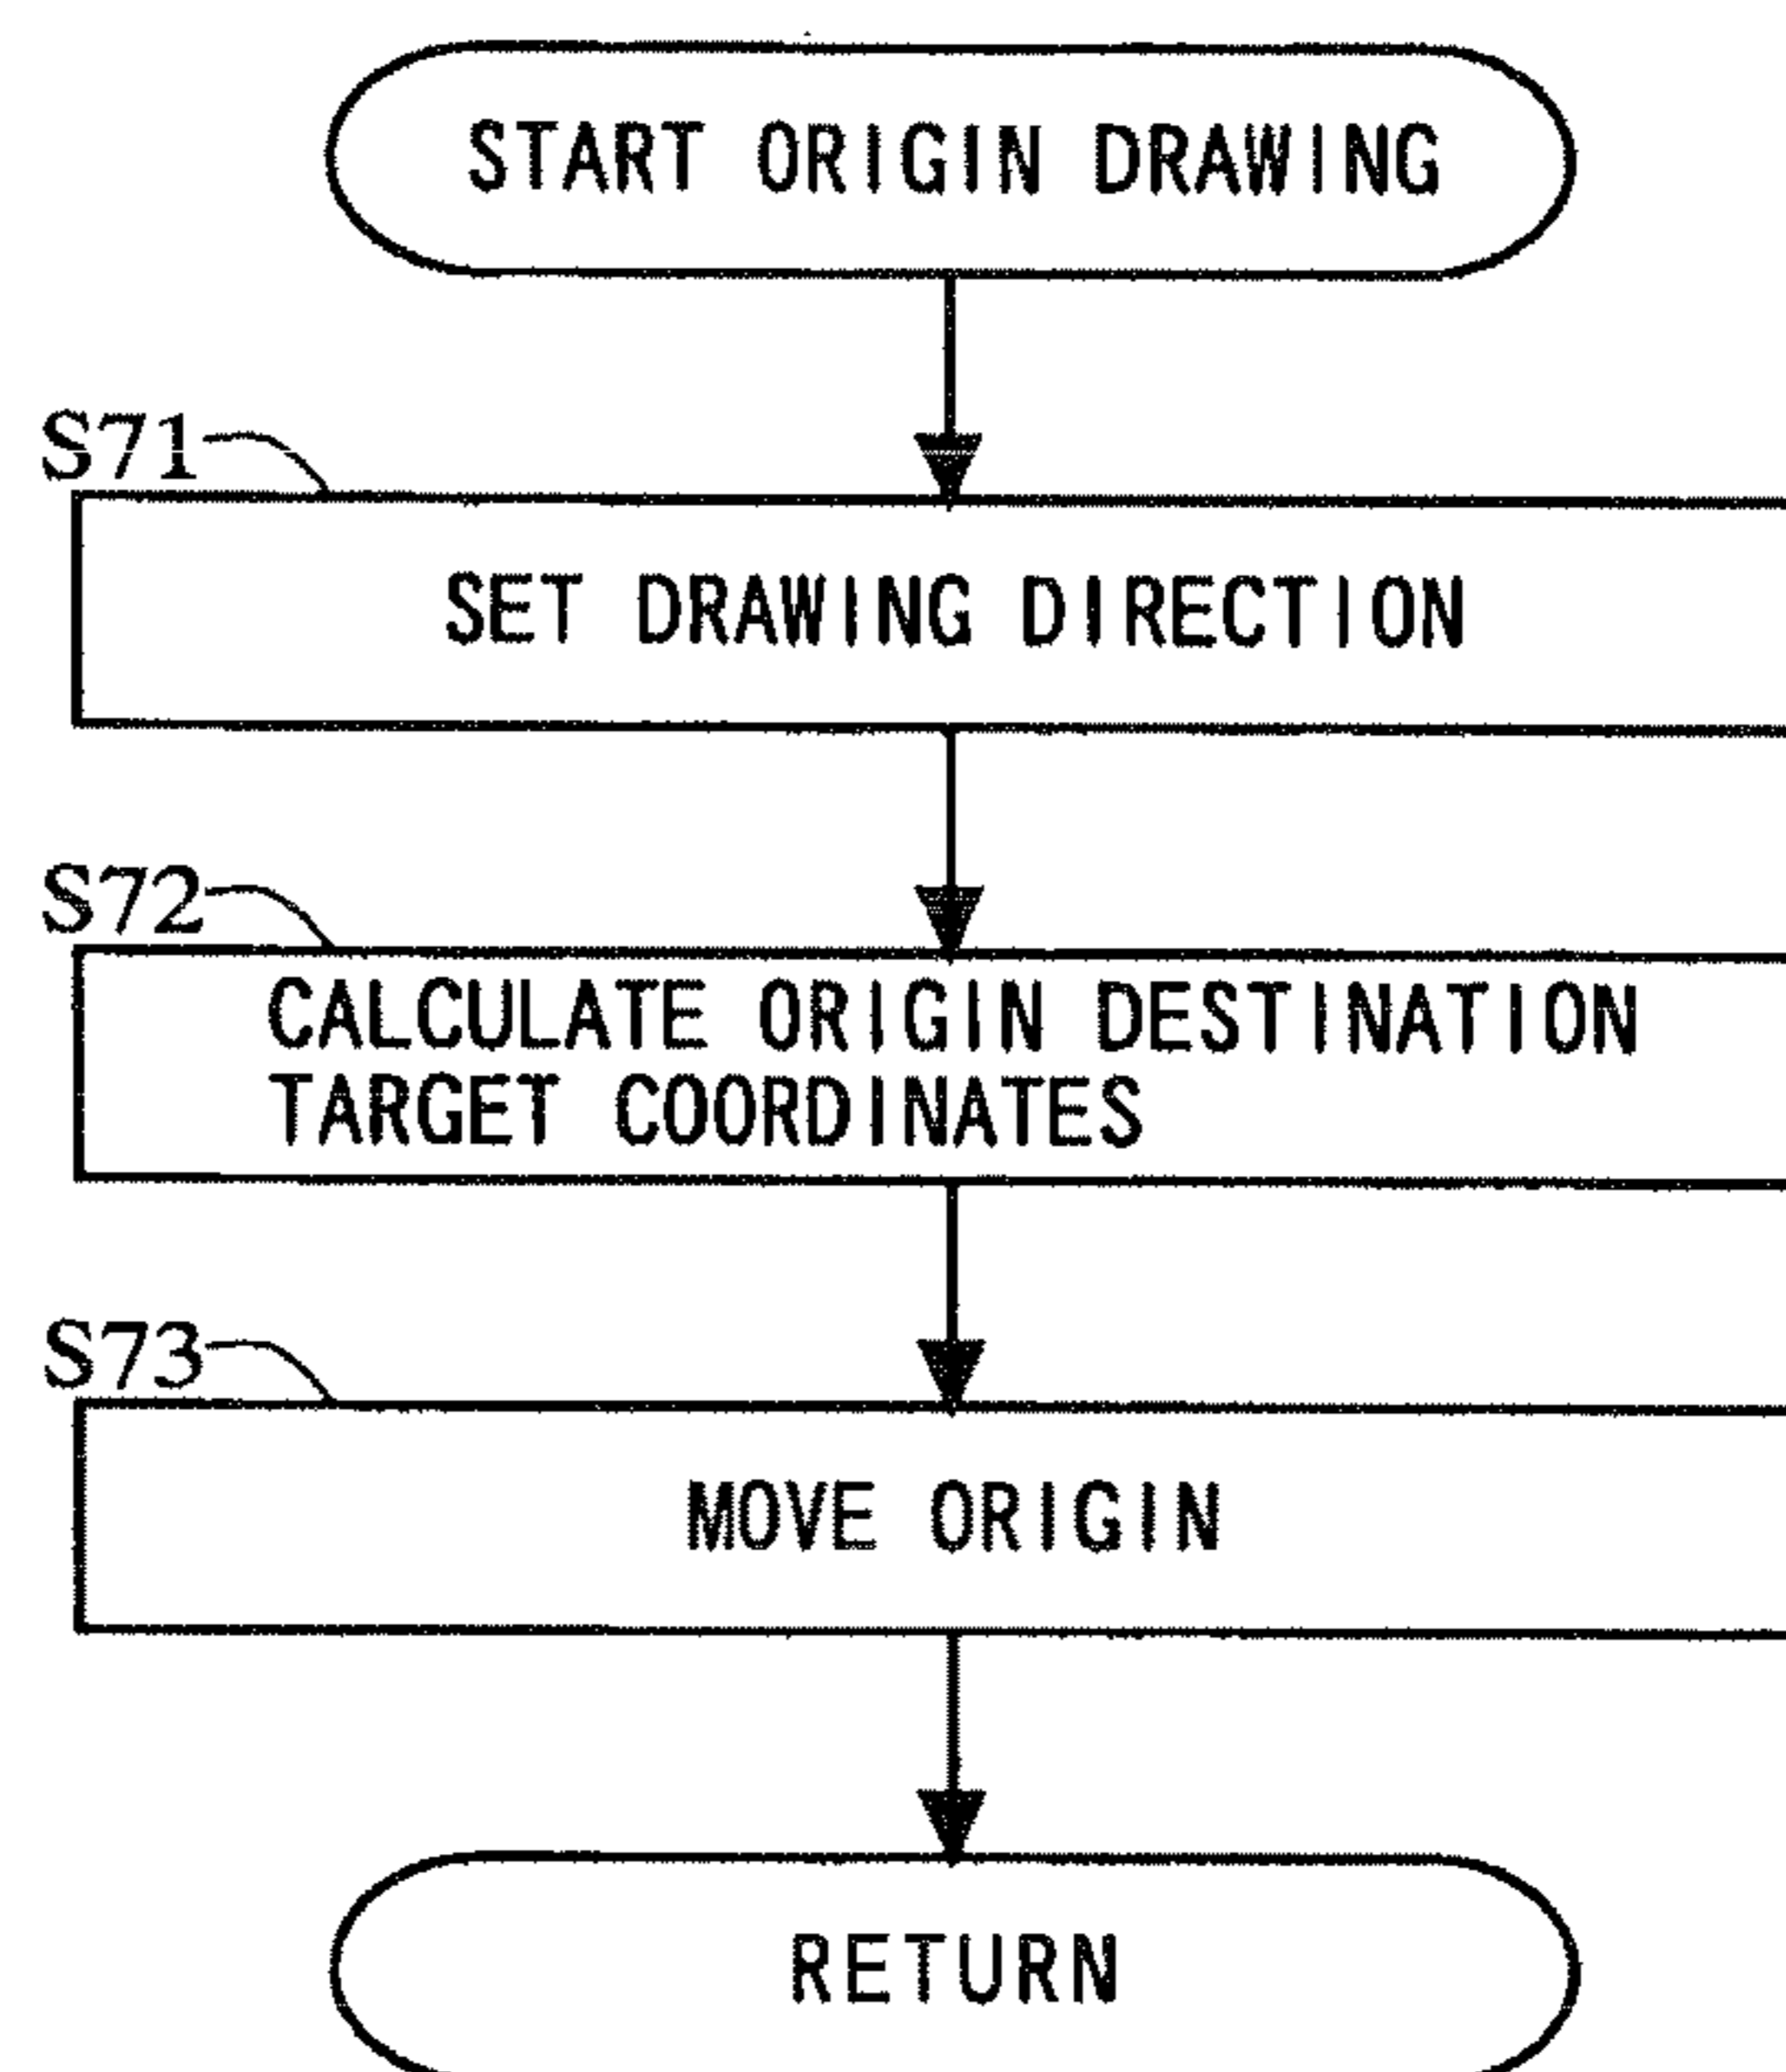 START ORIGIN DRAWING
S71
SET DRAWING DIRECTION
S72
CALCULATE ORIGIN DESTINATION
TARGET COORDINATES
S73
MOVE ORIGIN
RETURN